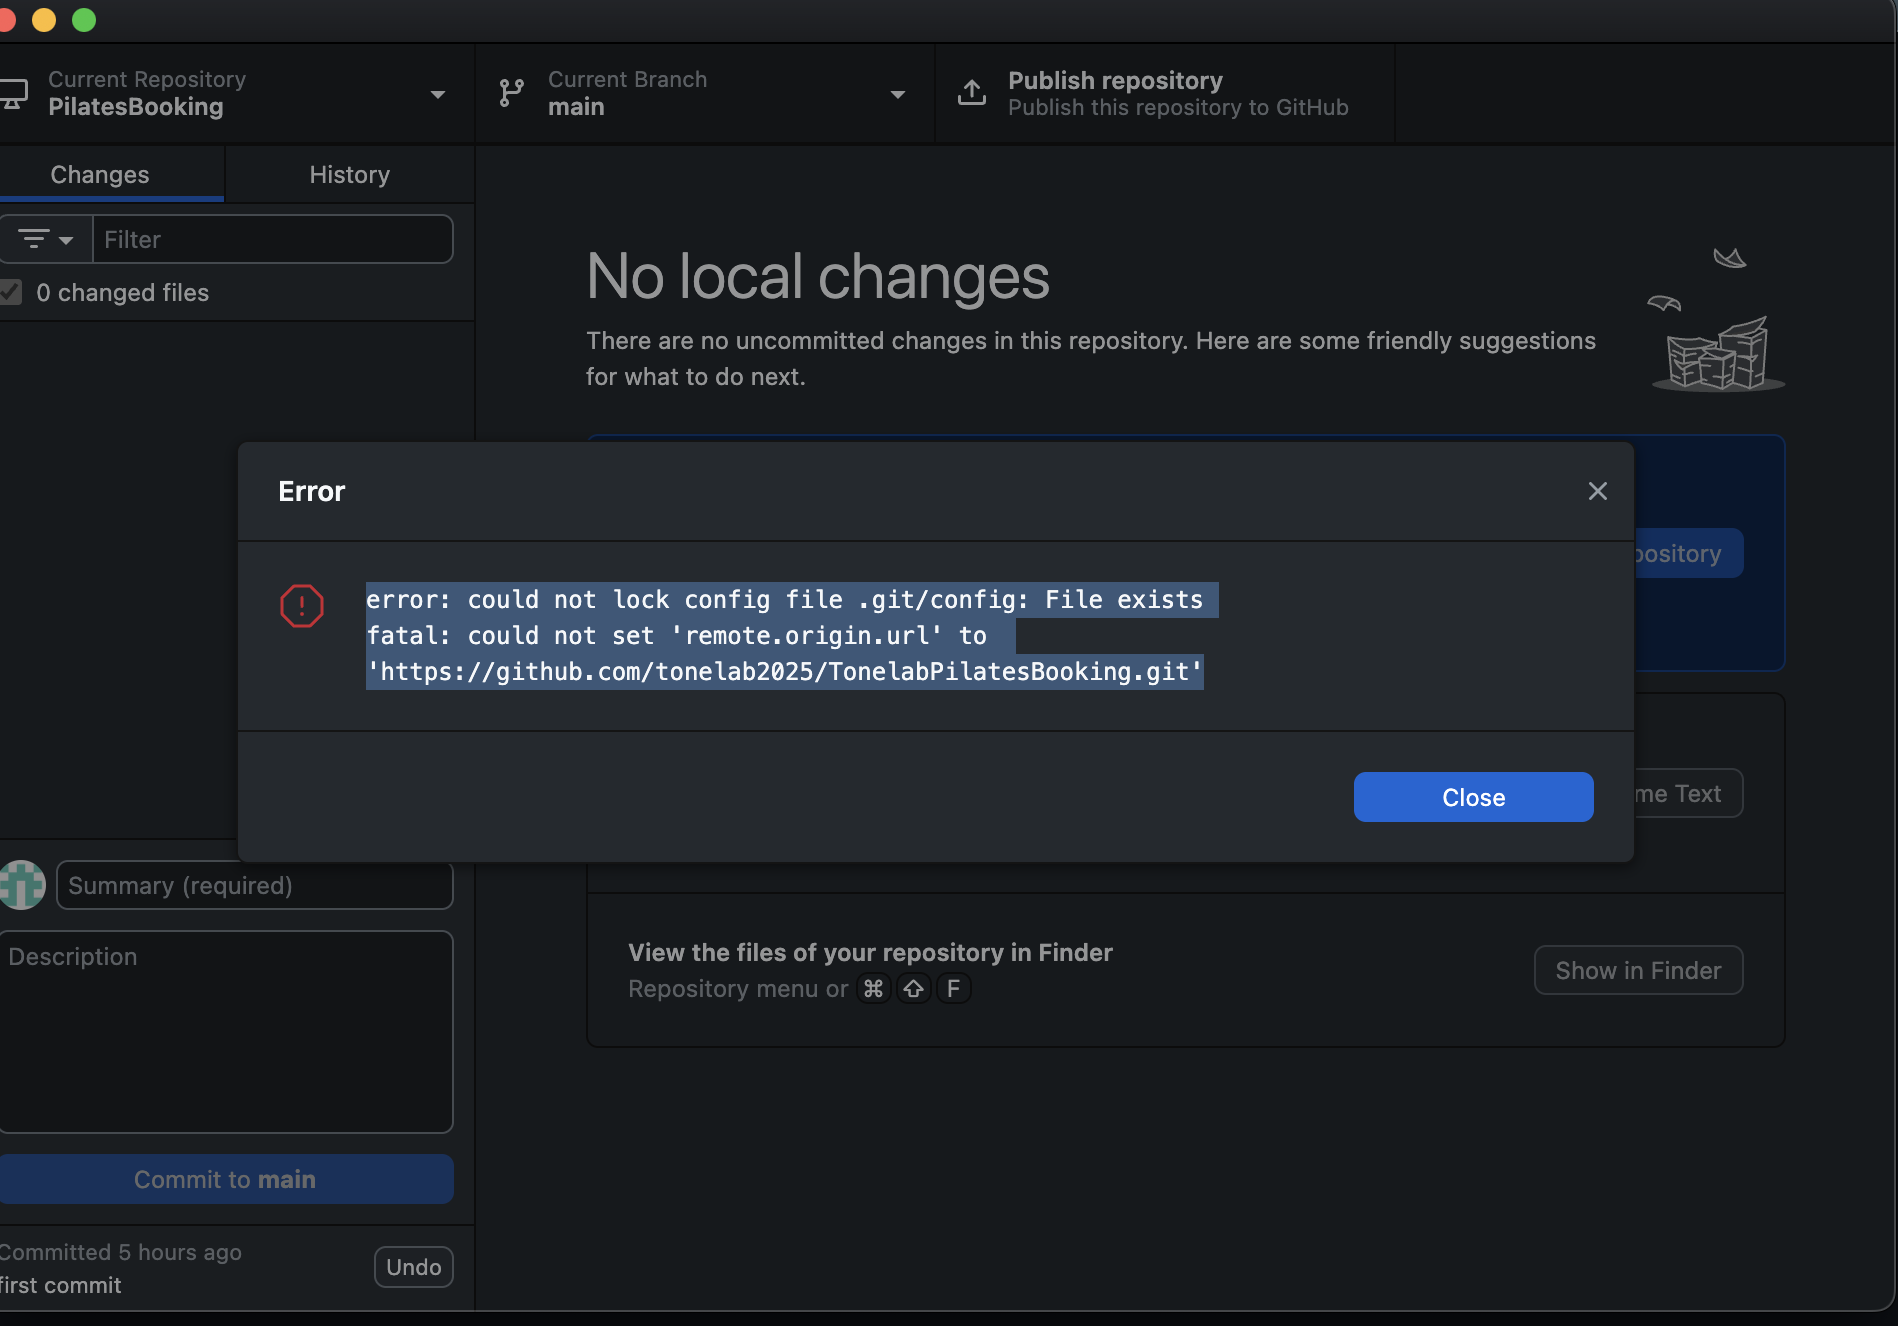 Current Repository
PilatesBooking
Current Branch
main
Publish repository
Publish this repository to GitHub
Changes
History
Filter
0 changed files
No local changes
There are no uncommitted changes in this repository. Here are some friendly suggestions
for what to do next.
Error
error: could not lock config file .git/config: File exists
fatal: could not set 'remote.origin.url' to
'https://github.com/tonelab2025/TonelabPilatesBooking.git'
Close
Summary (required)
Description
View the files of your repository in Finder
Repository menu or ⌘ ⇧ F
Show in Finder
Commit to main
Committed 5 hours ago
first commit
Undo